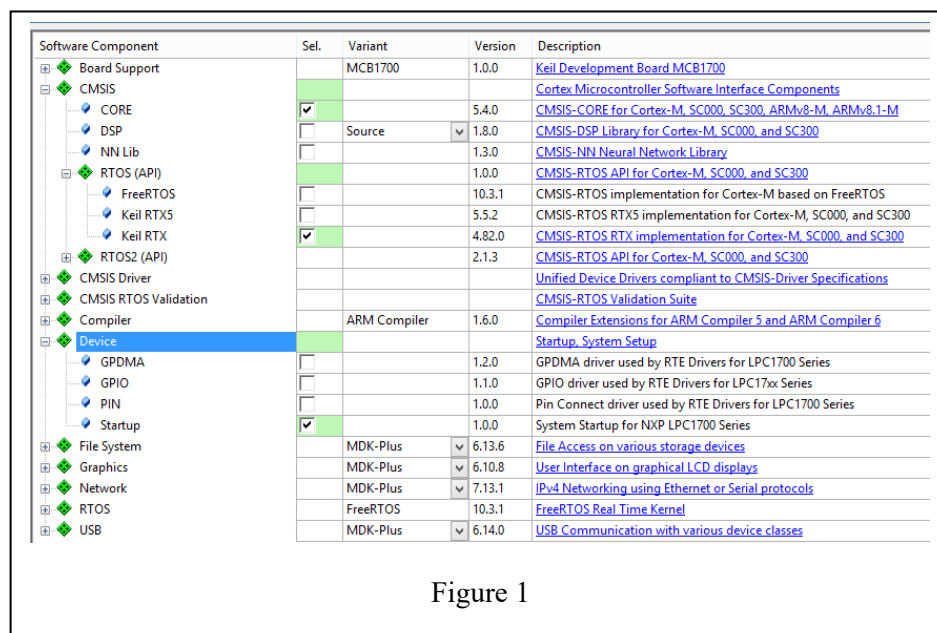 Software Component Sel. Variant Version Description
Board Support MCB1700 1.0.0 Keil Development Board MCB1700
CMSIS Cortex Microcontroller Software Interface Components
CORE 5.4.0 CMSIS-CORE for Cortex-M, SC000, SC300, ARMv8-M, ARMv8.1-M
DSP Source 1.8.0 CMSIS-DSP Library for Cortex-M, SC000, and SC300
NN Lib 1.3.0 CMSIS-NN Neural Network Library
RTOS (API) 1.0.0 CMSIS-RTOS API for Cortex-M, SC000, and SC300
FreeRTOS 10.3.1 CMSIS-RTOS implementation for Cortex-M based on FreeRTOS
Keil RTX5 5.5.2 CMSIS-RTOS RTX5 implementation for Cortex-M, SC000, and SC300
Keil RTX 4.82.0 CMSIS-RTOS RTX implementation for Cortex-M, SC000, and SC300
RTOS2 (API) 2.1.3 CMSIS-RTOS API for Cortex-M, SC000, and SC300
CMSIS Driver Unified Device Drivers compliant to CMSIS-Driver Specifications
CMSIS RTOS Validation CMSIS-RTOS Validation Suite
Compiler ARM Compiler 1.6.0 Compiler Extensions for ARM Compiler 5 and ARM Compiler 6
Device Startup, System Setup
GPDMA 1.2.0 GPDMA driver used by RTE Drivers for LPC1700 Series
GPIO 1.1.0 GPIO driver used by RTE Drivers for LPC17xx Series
PIN 1.0.0 Pin Connect driver used by RTE Drivers for LPC1700 Series
Startup 1.0.0 System Startup for NXP LPC1700 Series
File System MDK-Plus 6.13.6 File Access on various storage devices
Graphics MDK-Plus 6.10.8 User Interface on graphical LCD displays
Network MDK-Plus 7.13.1 IPv4 Networking using Ethernet or Serial protocols
RTOS FreeRTOS 10.3.1 FreeRTOS Real Time Kernel
USB MDK-Plus 6.14.0 USB Communication with various device classes
Figure 1